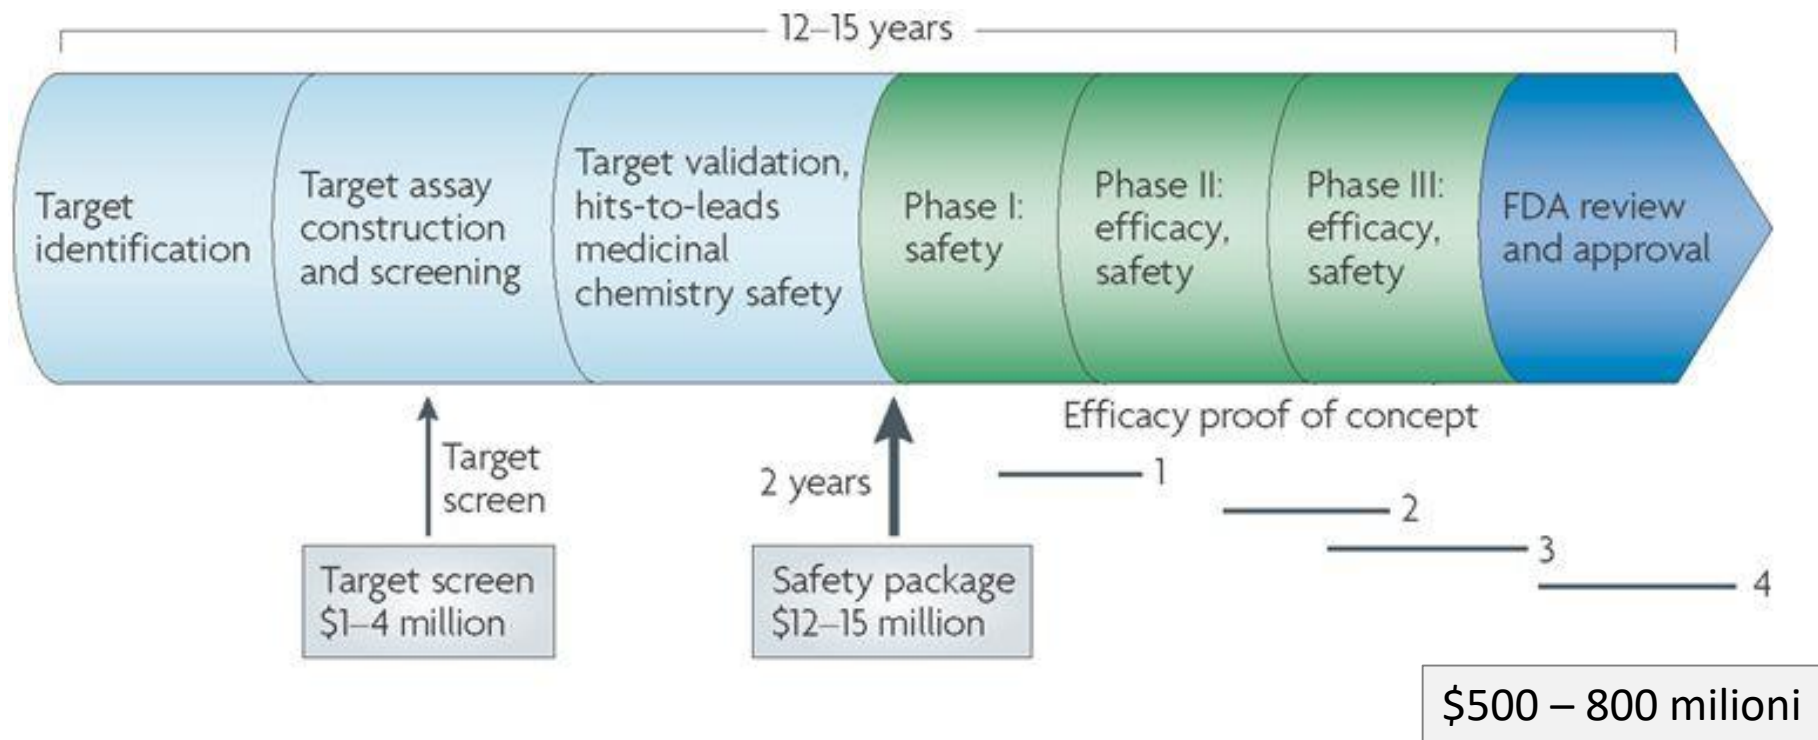 12–15 years
Target
identification
Target assay
construction
and screening
Target validation,
hits-to-leads
medicinal
chemistry safety
Phase I:
safety
Phase II:
efficacy,
safety
Phase III:
efficacy,
safety
FDA review
and approval
Efficacy proof of concept
Target
screen
2 years
1
2
3
4
Target screen
$1–4 million
Safety package
$12–15 million
$500 – 800 milioni